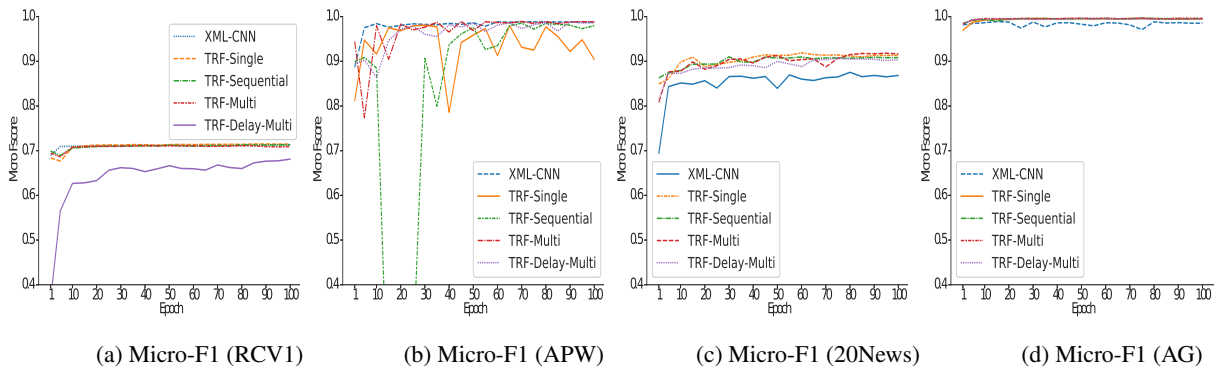 1.0
0.9
0.8
0.7
0.6
0.5
0.4
Micro Fscore
1 10 20 30 40 50 60 70 80 90 100
Epoch
XML-CNN
TRF-Single
TRF-Sequential
TRF-Multi
TRF-Delay-Multi
(a) Micro-F1 (RCV1)
1.0
0.9
0.8
0.7
0.6
0.5
0.4
Micro Fscore
1 10 20 30 40 50 60 70 80 90 100
Epoch
XML-CNN
TRF-Single
TRF-Sequential
TRF-Multi
TRF-Delay-Multi
(b) Micro-F1 (APW)
1.0
0.9
0.8
0.7
0.6
0.5
0.4
Micro Fscore
1 10 20 30 40 50 60 70 80 90 100
Epoch
XML-CNN
TRF-Single
TRF-Sequential
TRF-Multi
TRF-Delay-Multi
(c) Micro-F1 (20News)
1.0
0.9
0.8
0.7
0.6
0.5
0.4
Micro Fscore
1 10 20 30 40 50 60 70 80 90 100
Epoch
XML-CNN
TRF-Single
TRF-Sequential
TRF-Multi
TRF-Delay-Multi
(d) Micro-F1 (AG)